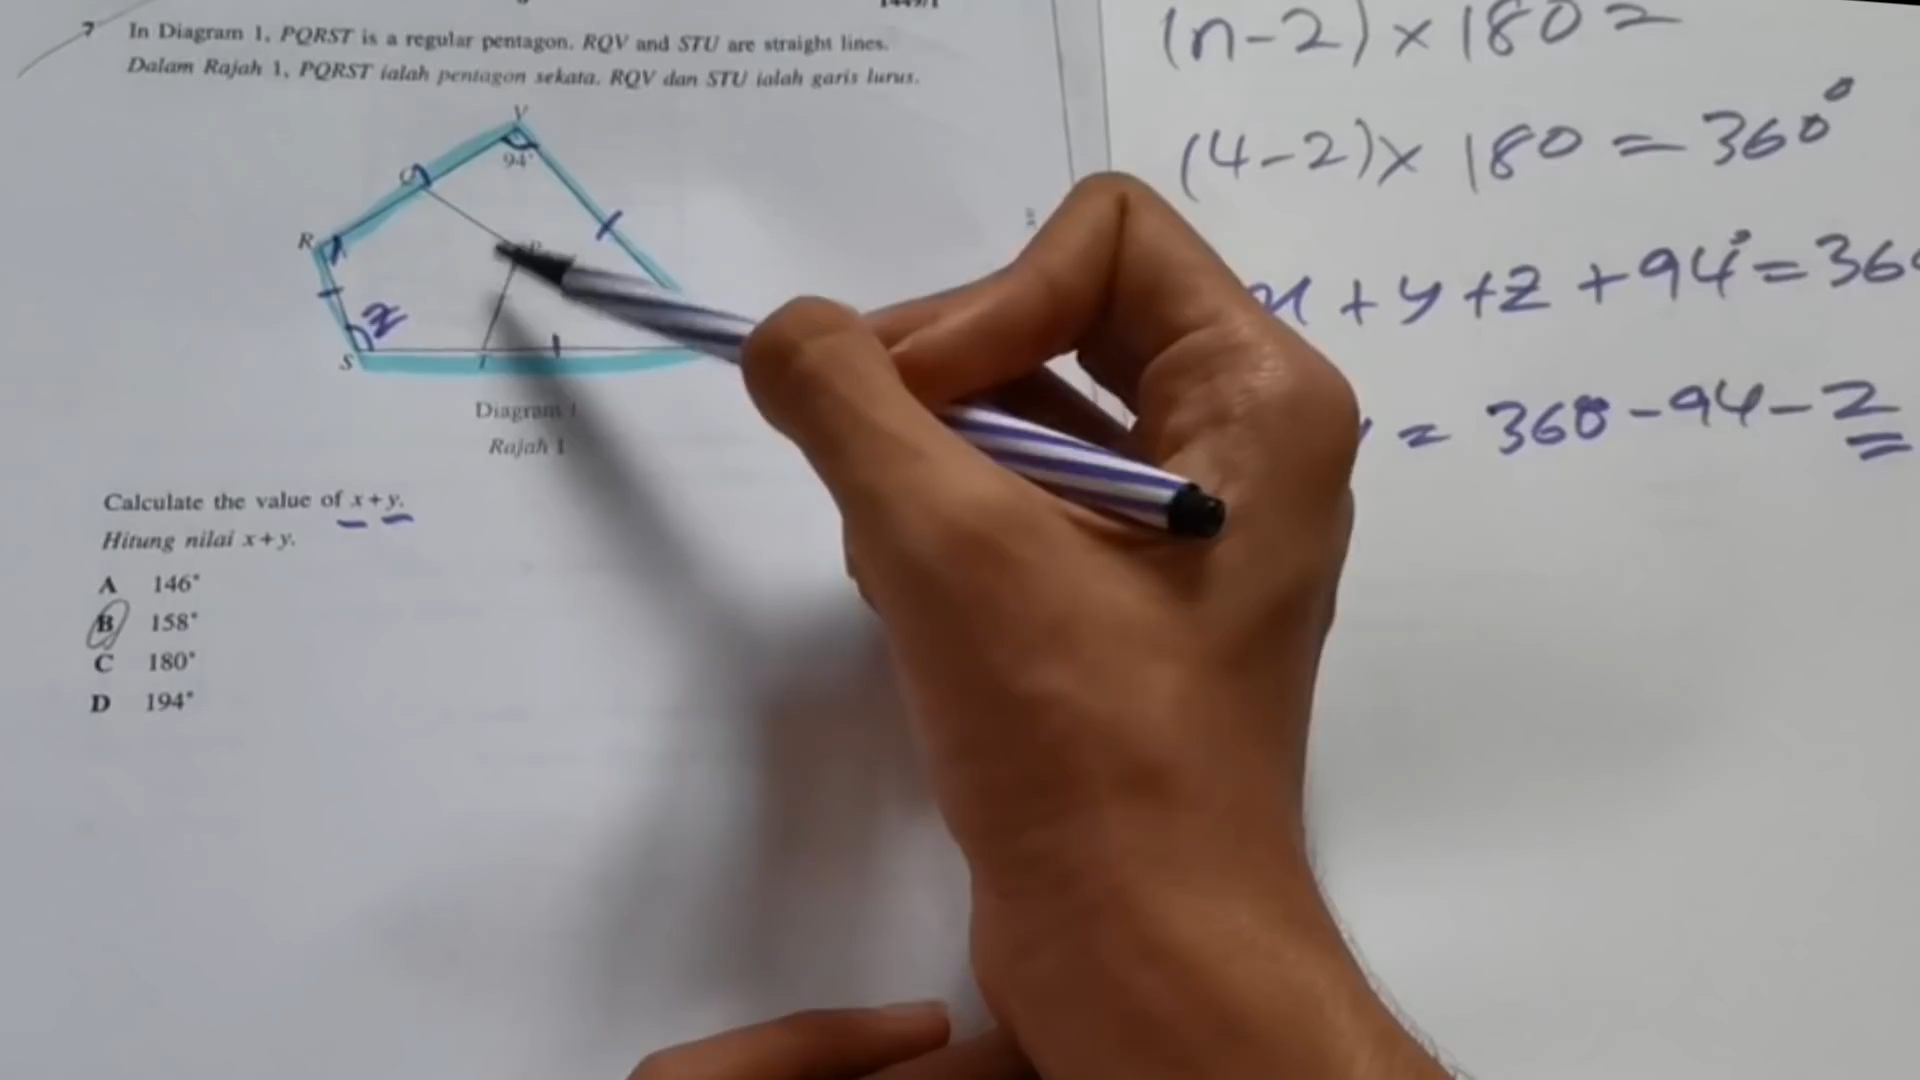 7 In Diagram 1, PQRST is a regular pentagon. RQV and STU are straight lines.
Dalam Rajah 1, PQRST ialah pentagon sekata. RQV dan STU ialah garis lurus.
V
94°
R
z
S
Diagram 1
Rajah 1
Calculate the value of x+y.
Hitung nilai x+y.
A 146°
B 158°
C 180°
D 194°
(n-2) × 180 =
(4-2) × 180 = 360°
x + y + z + 94° = 36
= 360 - 94 - z